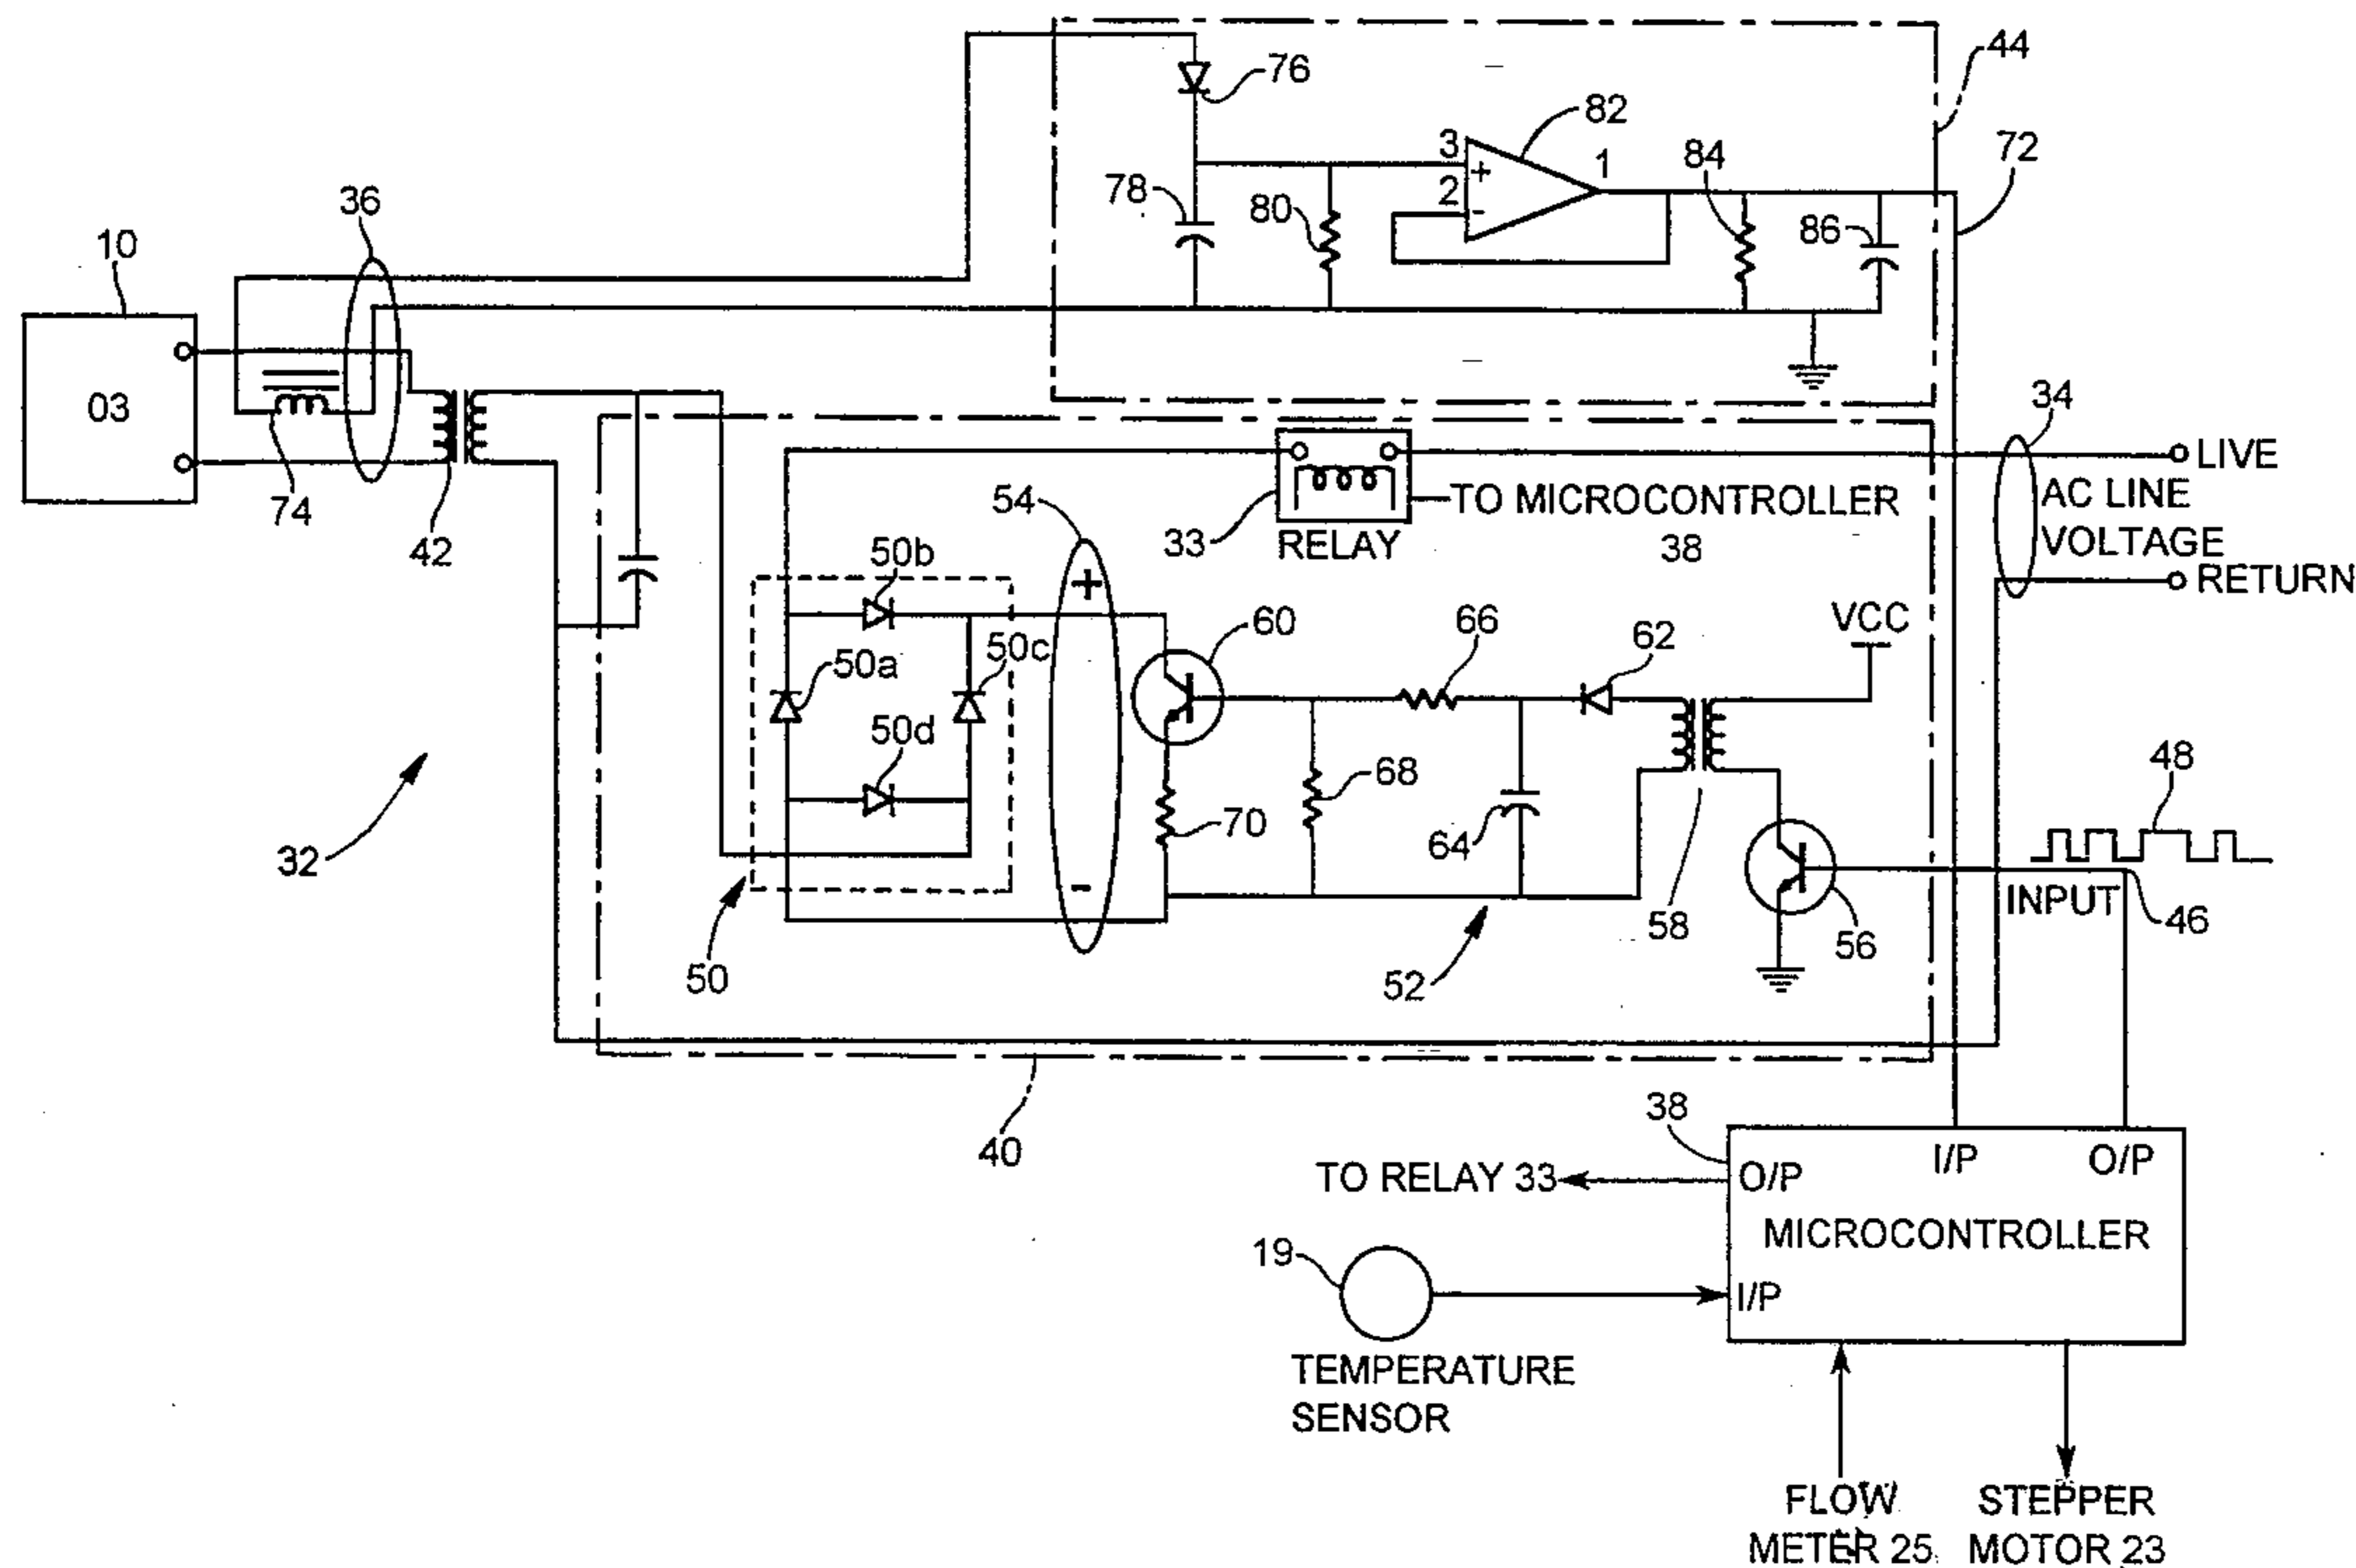 44
76
82
3
+
1
84
72
2
-
78
80
86
36
10
03
74
42
34
LIVE
AC LINE
VOLTAGE
RETURN
TO MICROCONTROLLER
38
33
RELAY
54
+
50b
50a
50c
50d
60
66
62
VCC
68
70
64
58
56
48
INPUT
46
32
50
-
52
40
38
TO RELAY 33
O/P
I/P
O/P
MICROCONTROLLER
19
I/P
TEMPERATURE
SENSOR
FLOW
METER 25
STEPPER
MOTOR 23